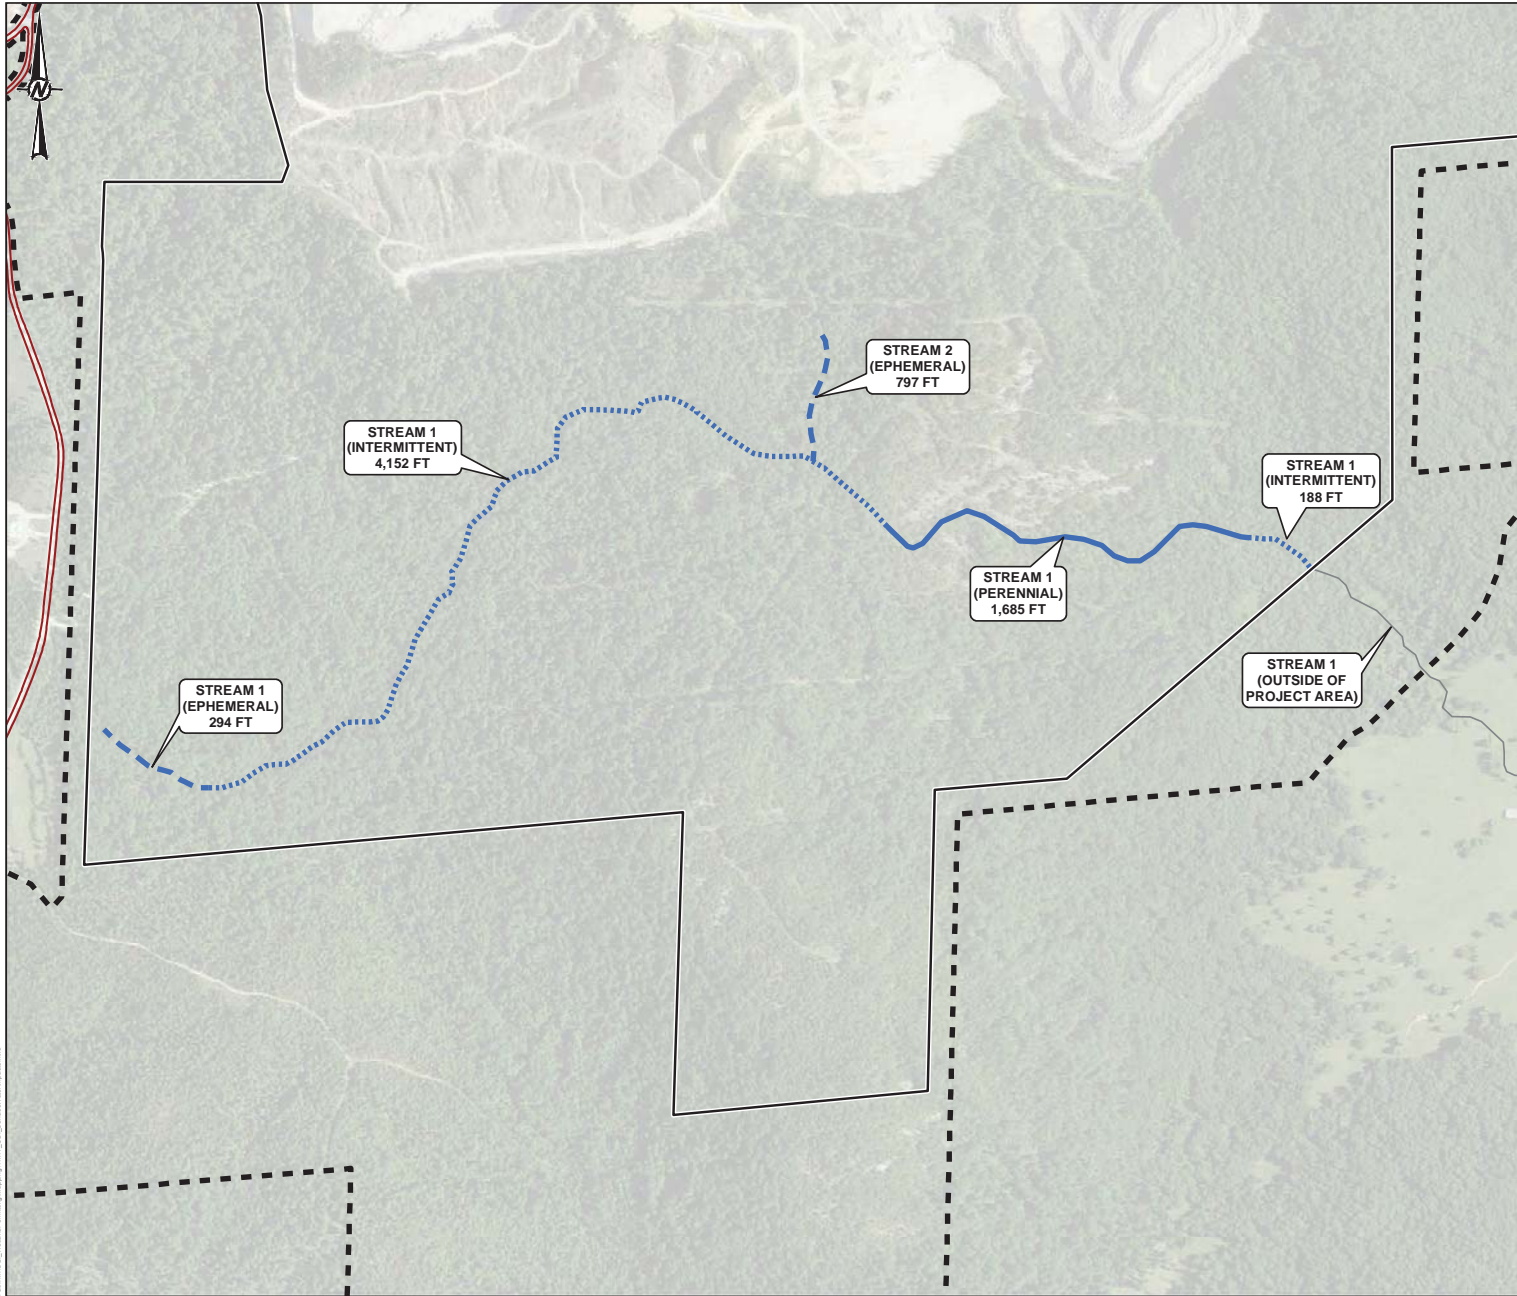 N
STREAM 2
(EPHEMERAL)
797 FT
STREAM 1
(INTERMITTENT)
4,152 FT
STREAM 1
(INTERMITTENT)
188 FT
STREAM 1
(PERENNIAL)
1,685 FT
STREAM 1
(OUTSIDE OF
PROJECT AREA)
STREAM 1
(EPHEMERAL)
294 FT